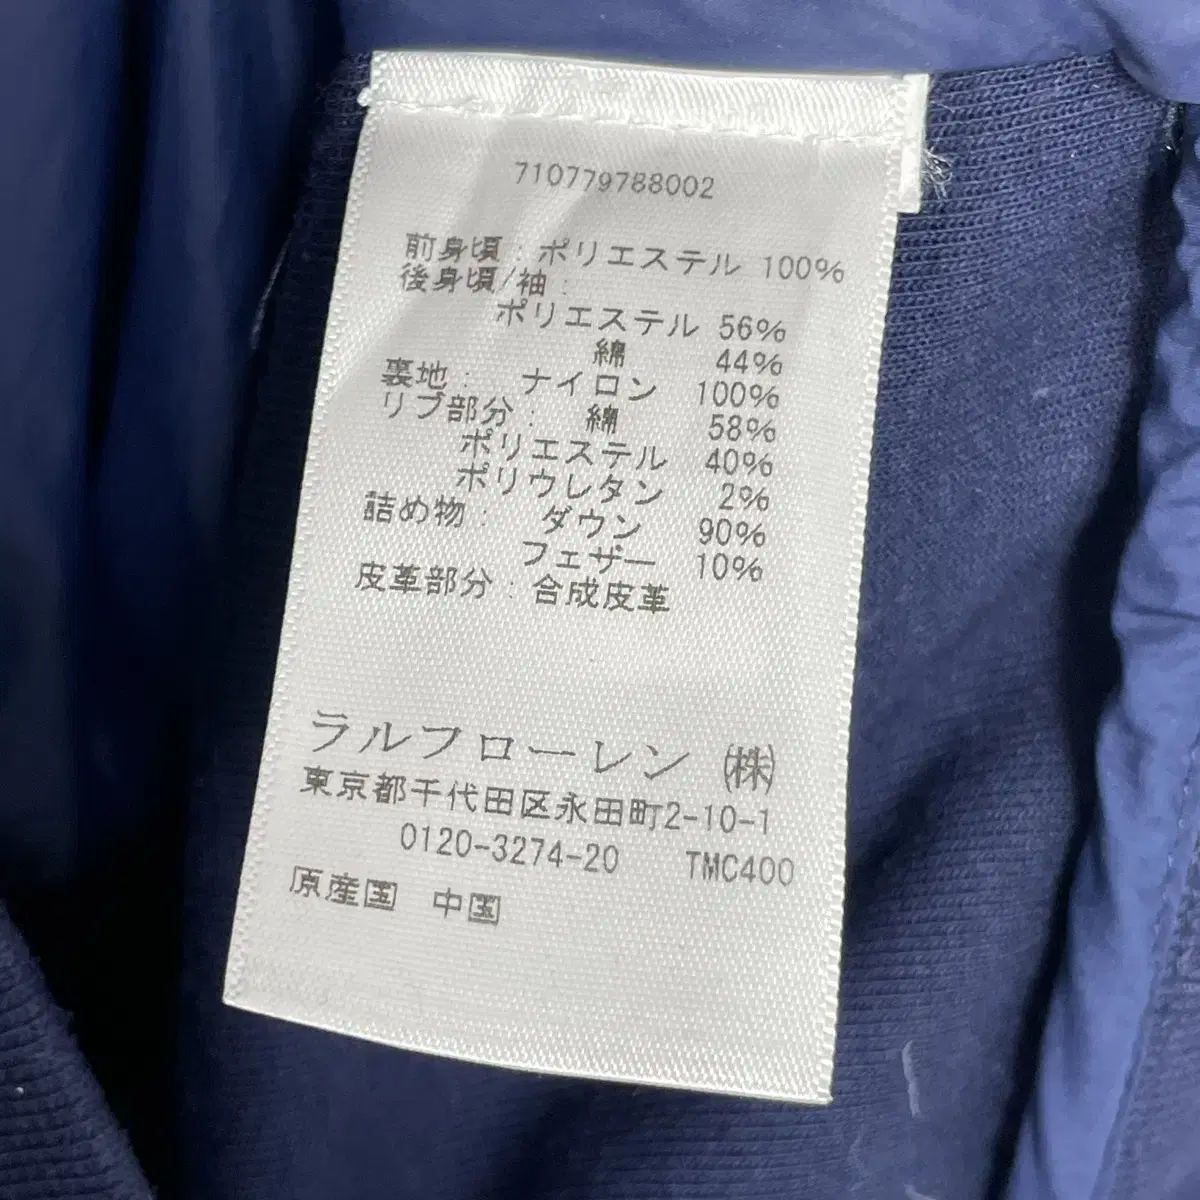 710779788002
前身頃：ポリエステル 100%
後身頃/袖：
ポリエステル 56%
綿 44%
裏地： ナイロン 100%
リブ部分： 綿 58%
ポリエステル 40%
ポリウレタン 2%
詰め物： ダウン 90%
フェザー 10%
皮革部分：合成皮革
ラルフローレン ㈱
東京都千代田区永田町2-10-1
0120-3274-20 TMC400
原産国 中国